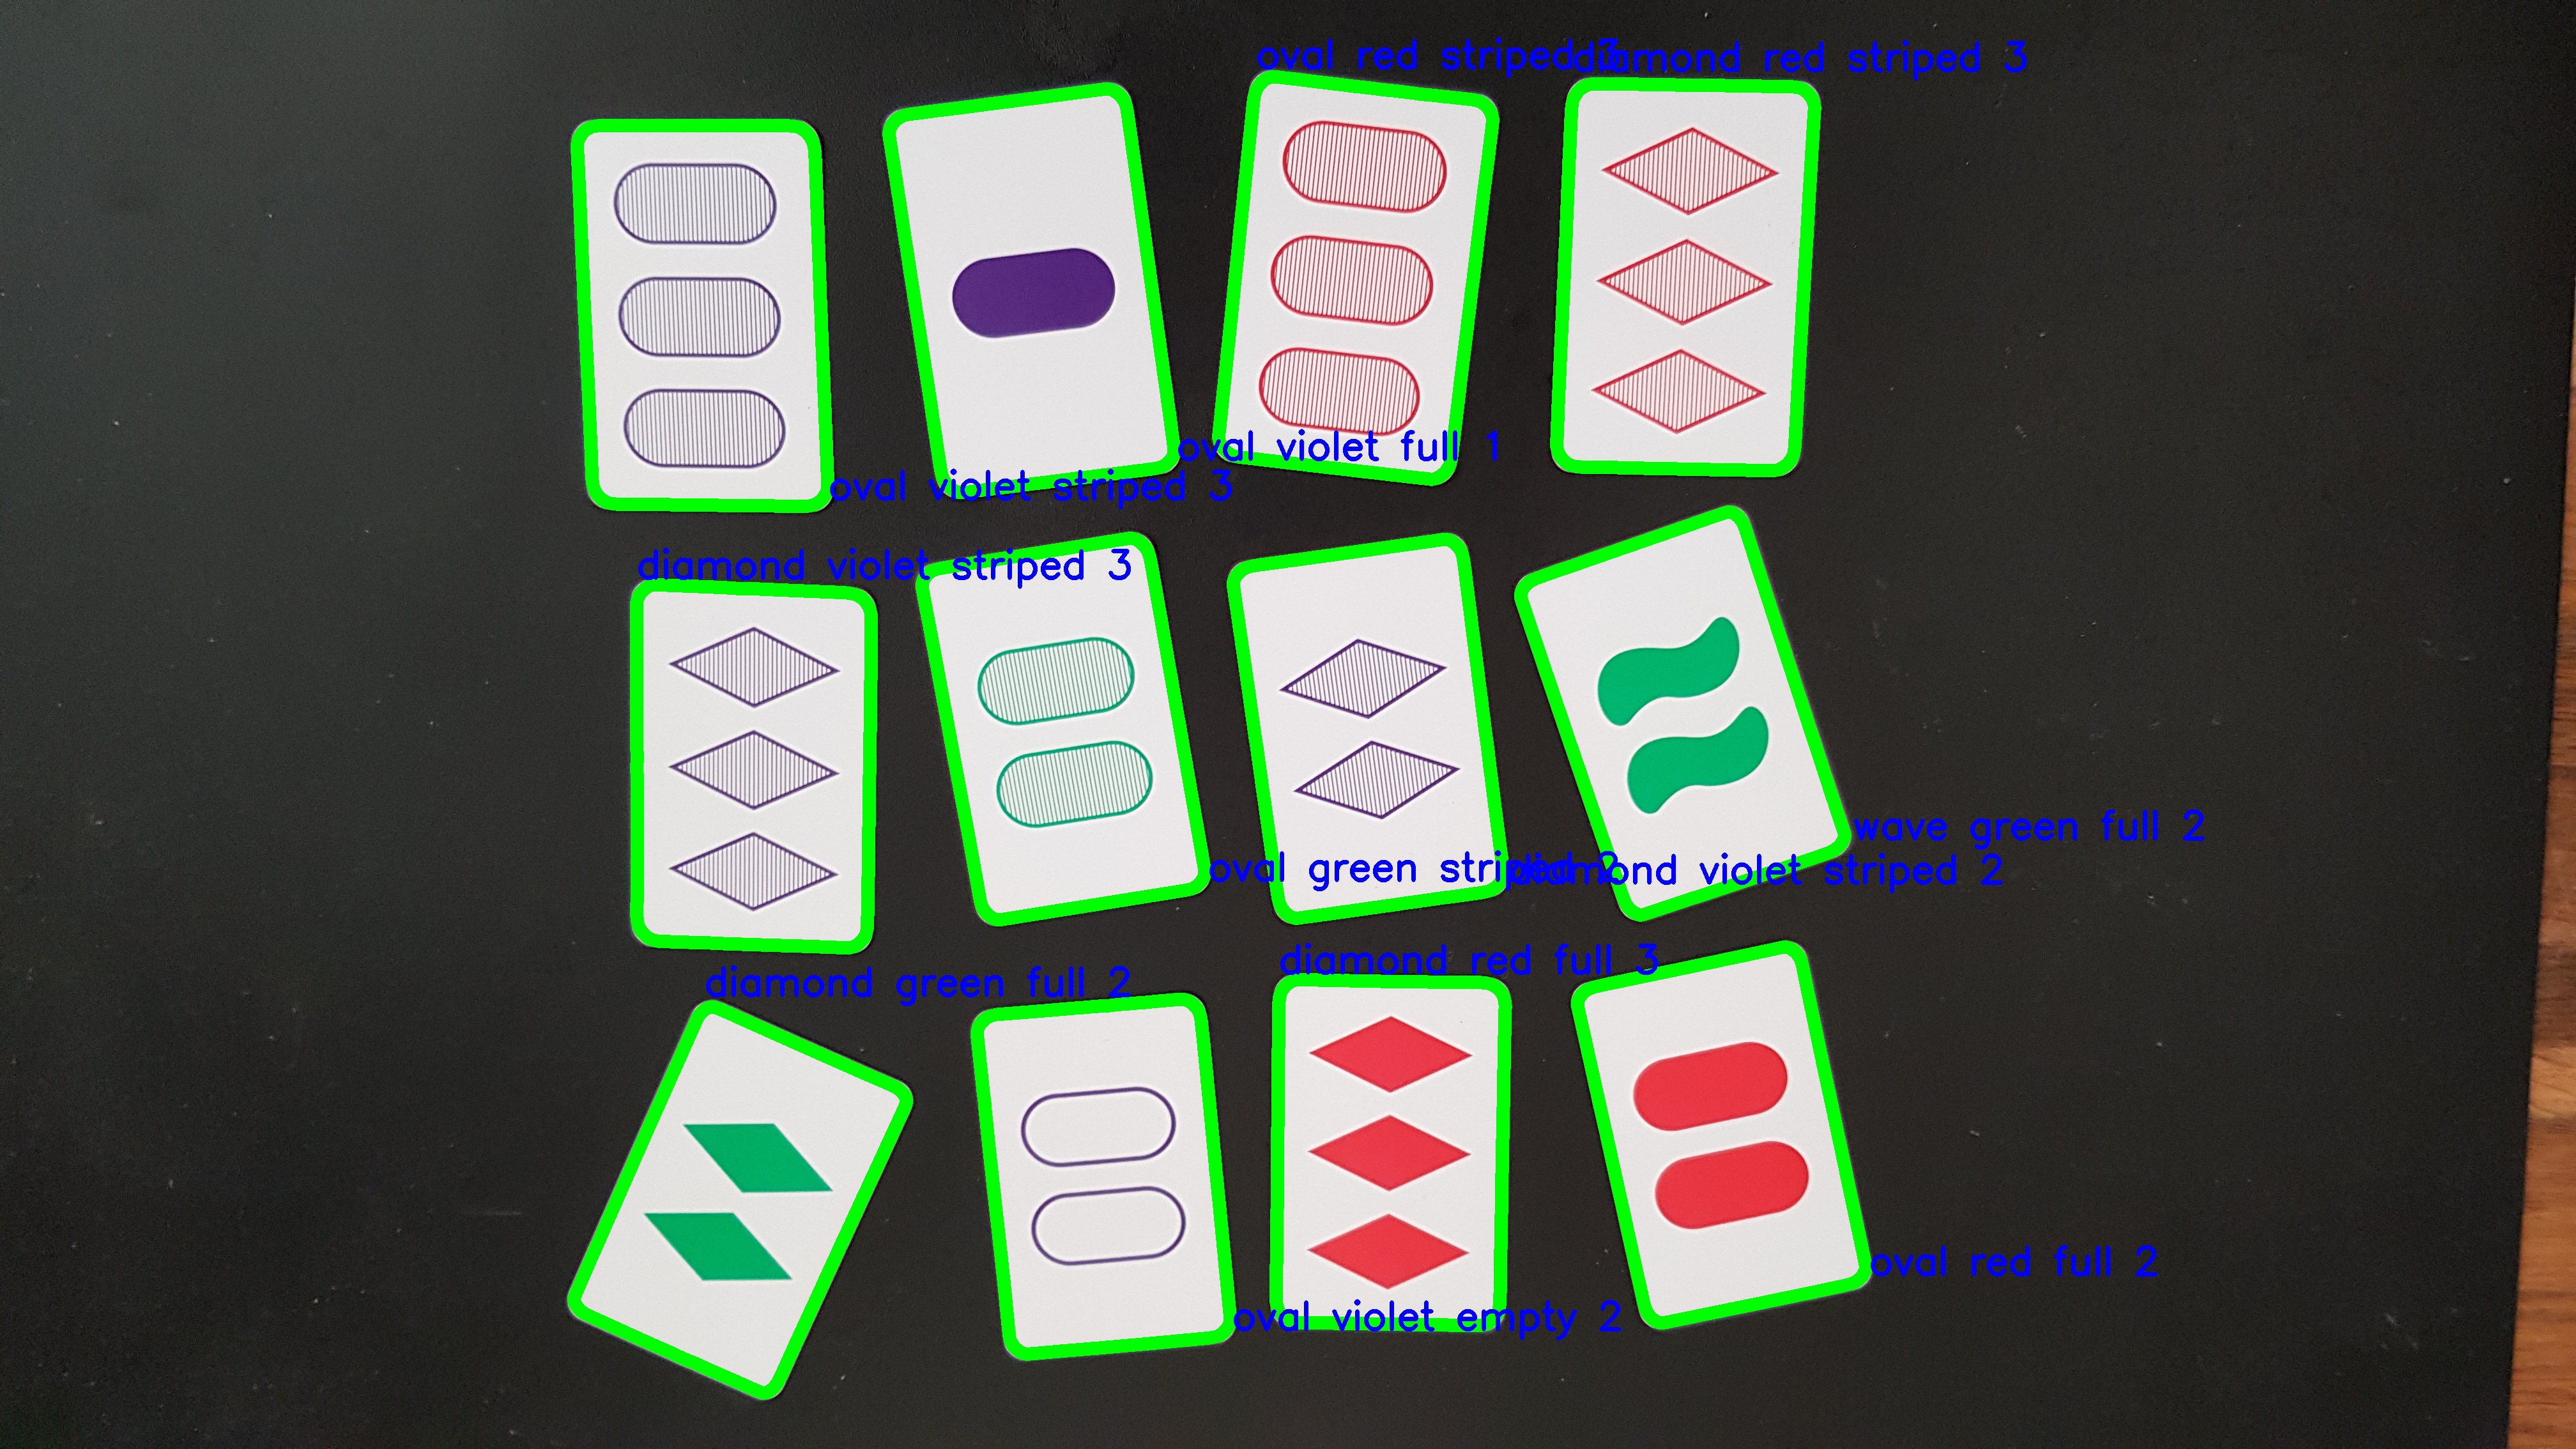 oval red striped 3
diamond red striped 3
oval violet full 1
oval violet striped 3
diamond violet striped 3
wave green full 2
oval green striped 2
diamond violet striped 2
diamond red full 3
diamond green full 2
oval red full 2
oval violet empty 2